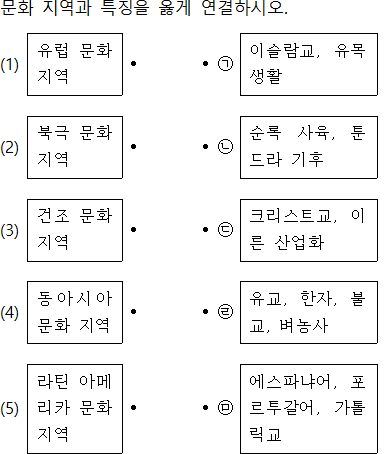 문화 지역과 특징을 옳게 연결하시오.
(1) 유럽 문화 지역 • • ㉠ 이슬람교, 유목 생활
(2) 북극 문화 지역 • • ㉡ 순록 사육, 툰드라 기후
(3) 건조 문화 지역 • • ㉢ 크리스트교, 이른 산업화
(4) 동아시아 문화 지역 • • ㉣ 유교, 한자, 불교, 벼농사
(5) 라틴 아메리카 문화 지역 • • ㉤ 에스파냐어, 포르투갈어, 가톨릭교